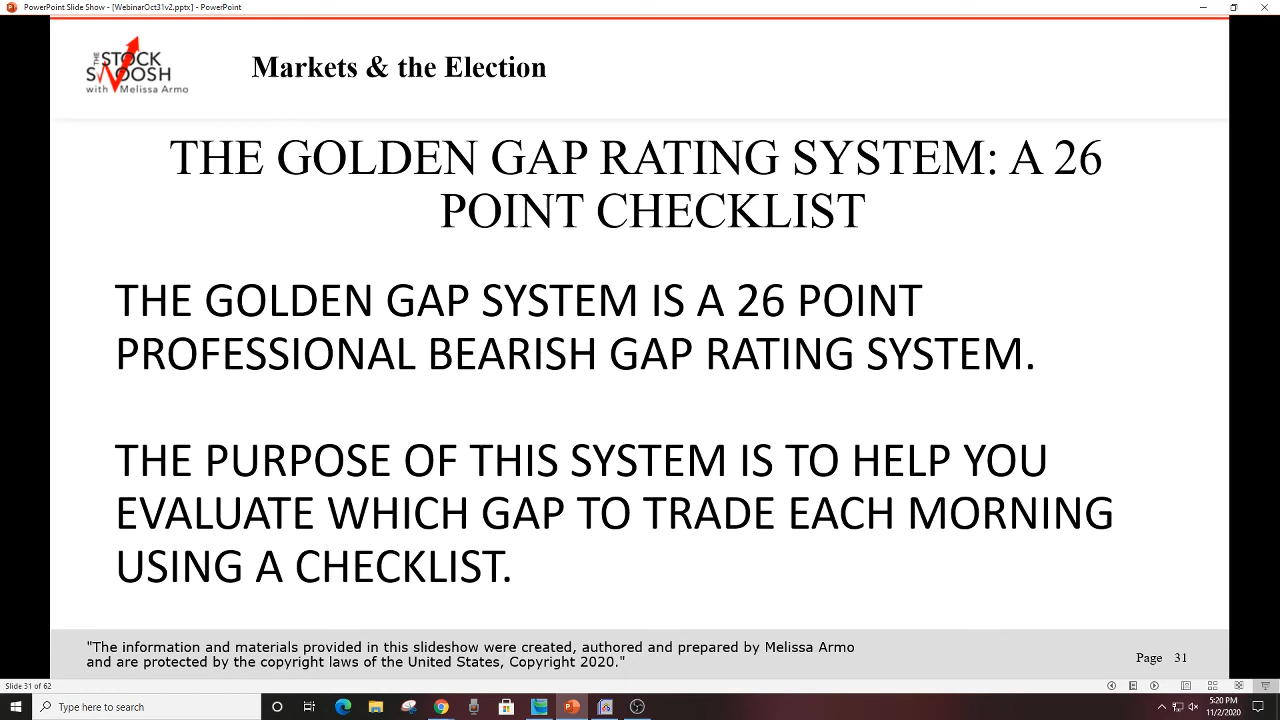 PowerPoint Slide Show - [WebinarOct31v2.pptx] - PowerPoint
THE STOCK
SWOOSH
with Melissa Armo
Markets & the Election
THE GOLDEN GAP RATING SYSTEM: A 26
POINT CHECKLIST
THE GOLDEN GAP SYSTEM IS A 26 POINT
PROFESSIONAL BEARISH GAP RATING SYSTEM.
THE PURPOSE OF THIS SYSTEM IS TO HELP YOU
EVALUATE WHICH GAP TO TRADE EACH MORNING
USING A CHECKLIST.
"The information and materials provided in this slideshow were created, authored and prepared by Melissa Armo
and are protected by the copyright laws of the United States, Copyright 2020."
Page 31
Slide 31 of 62
Type here to search
5:20 PM
11/2/2020